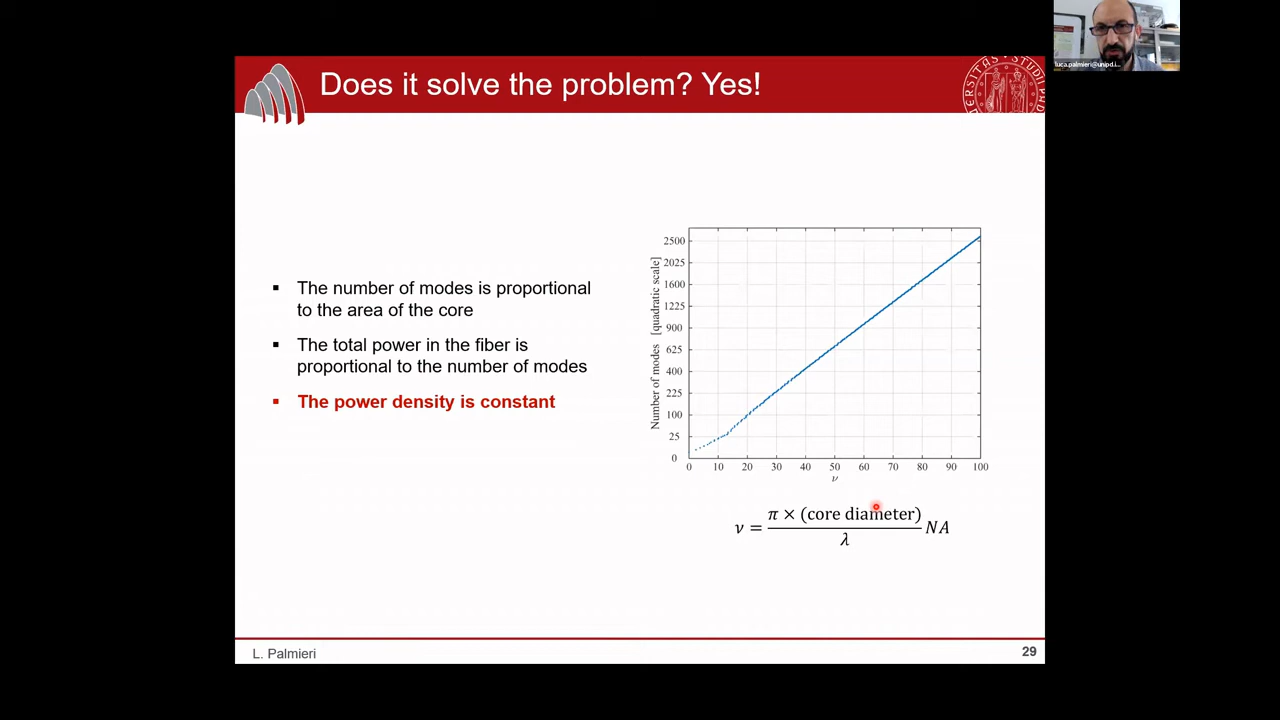 luca.palmieri@unipd.i...
Does it solve the problem? Yes!
▪ The number of modes is proportional
to the area of the core
▪ The total power in the fiber is
proportional to the number of modes
▪ The power density is constant
Number of modes [quadratic scale]
2500
2025
1600
1225
900
625
400
225
100
25
0
0 10 20 30 40 50 60 70 80 90 100
ν
ν = π × (core diameter) / λ NA
L. Palmieri
29